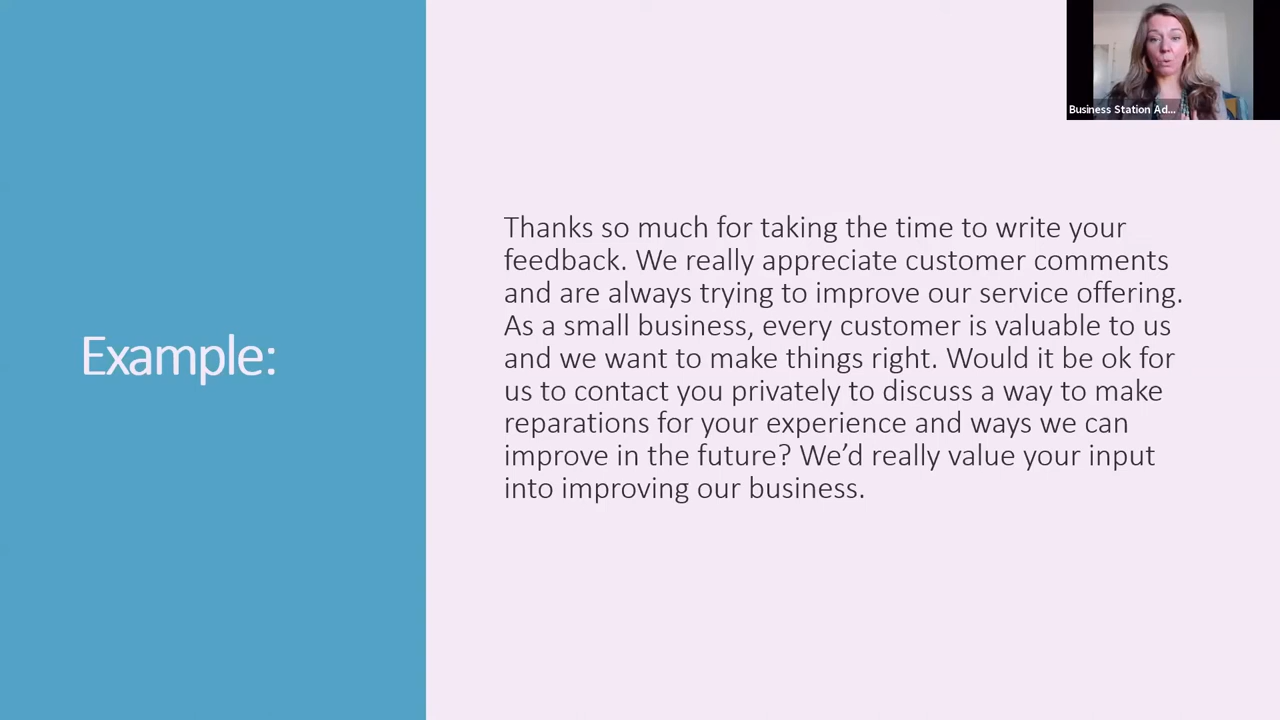 Business Station Ad...
Example:
Thanks so much for taking the time to write your
feedback. We really appreciate customer comments
and are always trying to improve our service offering.
As a small business, every customer is valuable to us
and we want to make things right. Would it be ok for
us to contact you privately to discuss a way to make
reparations for your experience and ways we can
improve in the future? We’d really value your input
into improving our business.